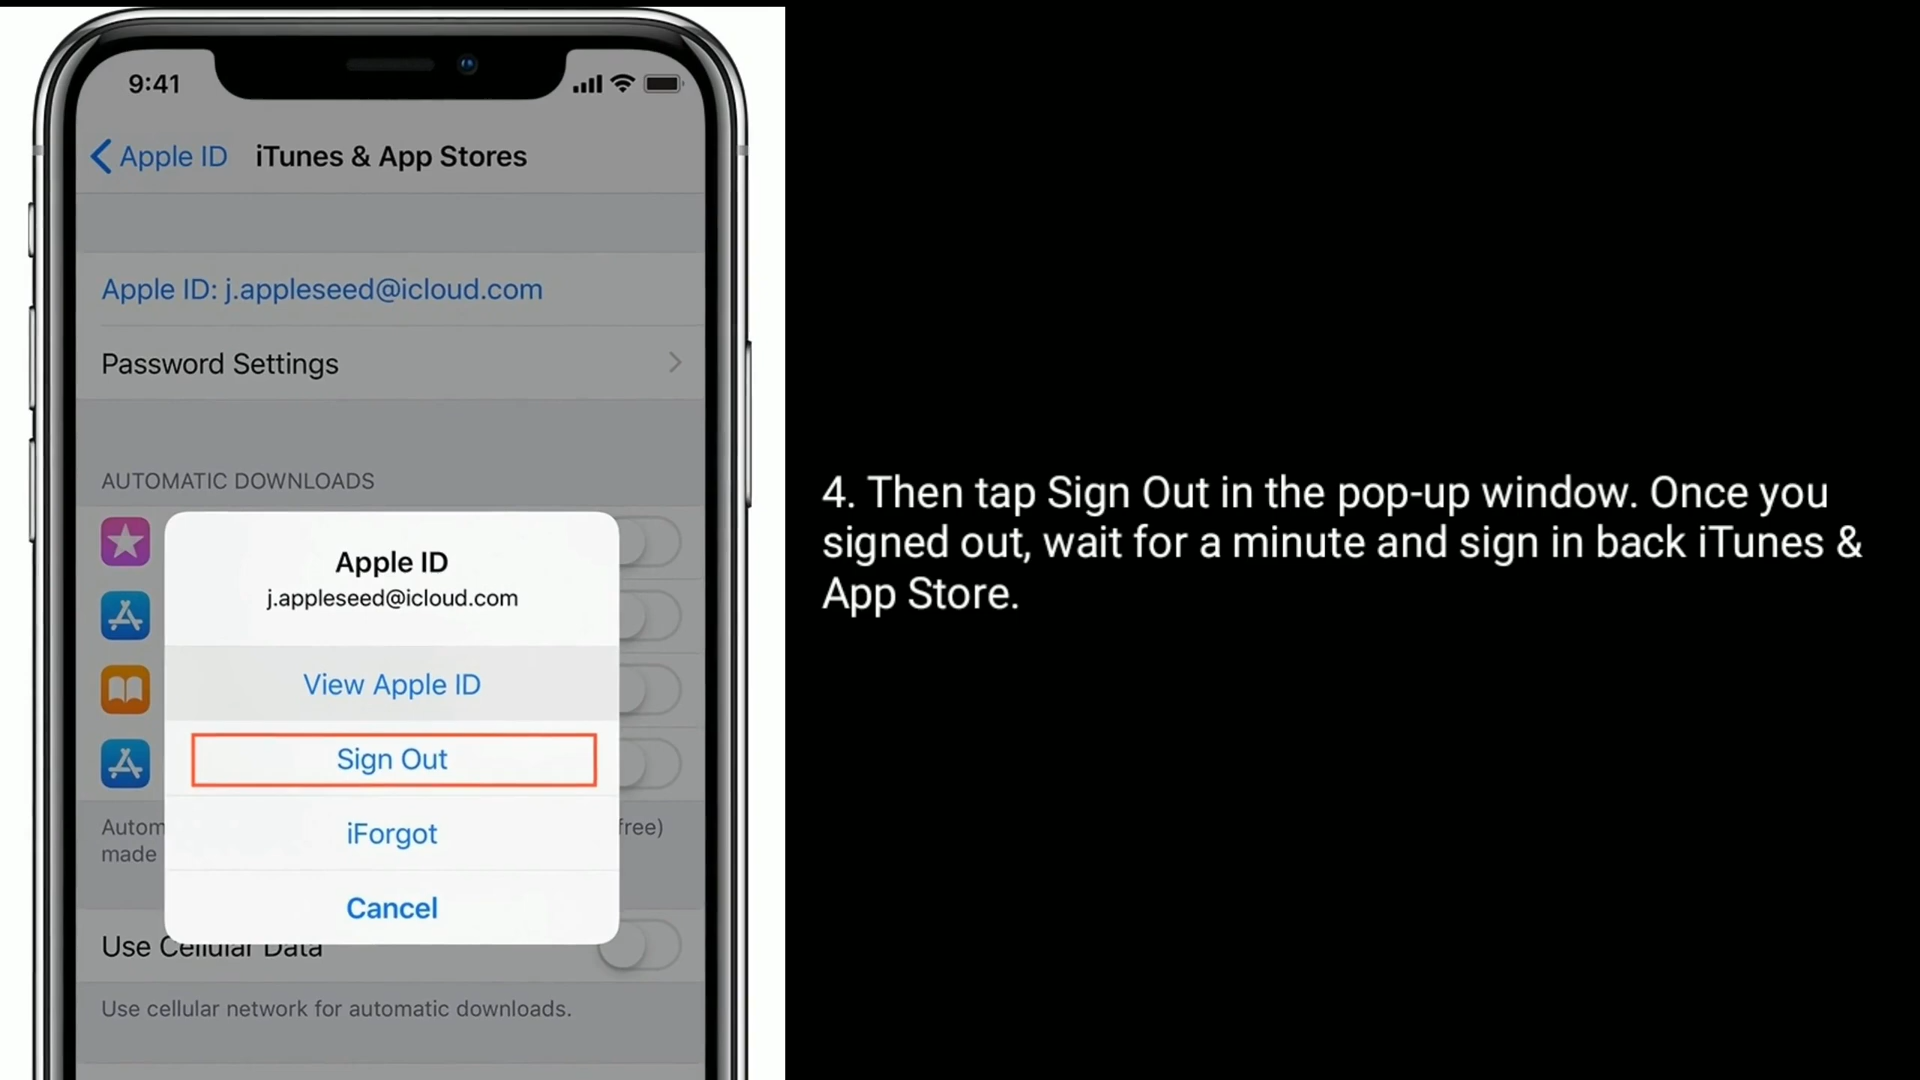 9:41
Apple ID
iTunes & App Stores
Apple ID: j.appleseed@icloud.com
Password Settings
AUTOMATIC DOWNLOADS
Apple ID
j.appleseed@icloud.com
View Apple ID
Sign Out
iForgot
free)
made
Cancel
Use Cellular Data
Use cellular network for automatic downloads.
4. Then tap Sign Out in the pop-up window. Once you
signed out, wait for a minute and sign in back iTunes &
App Store.